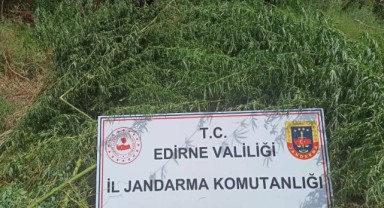 T.C.
EDİRNE VALİLİĞİ
İL JANDARMA KOMUTANLIĞI